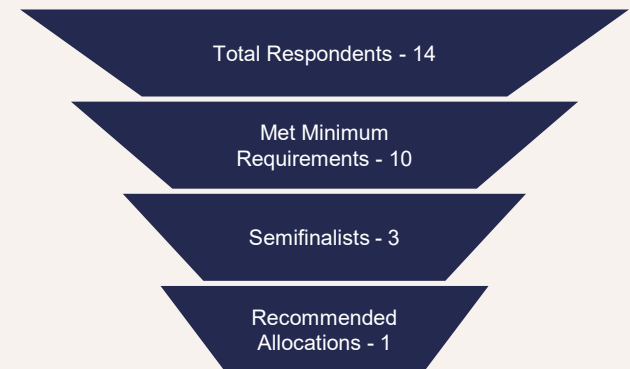 Total Respondents - 14
Met Minimum
Requirements - 10
Semifinalists - 3
Recommended
Allocations - 1